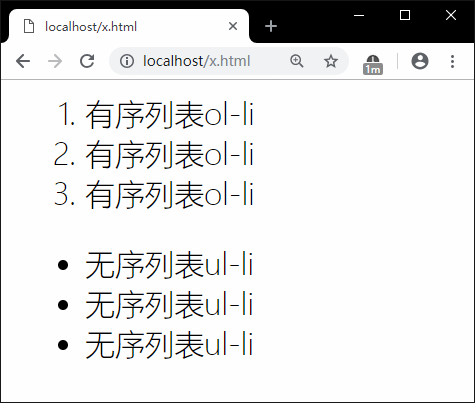 localhost/x.html
localhost/x.html
1m
1. 有序列表ol-li
2. 有序列表ol-li
3. 有序列表ol-li
• 无序列表ul-li
• 无序列表ul-li
• 无序列表ul-li